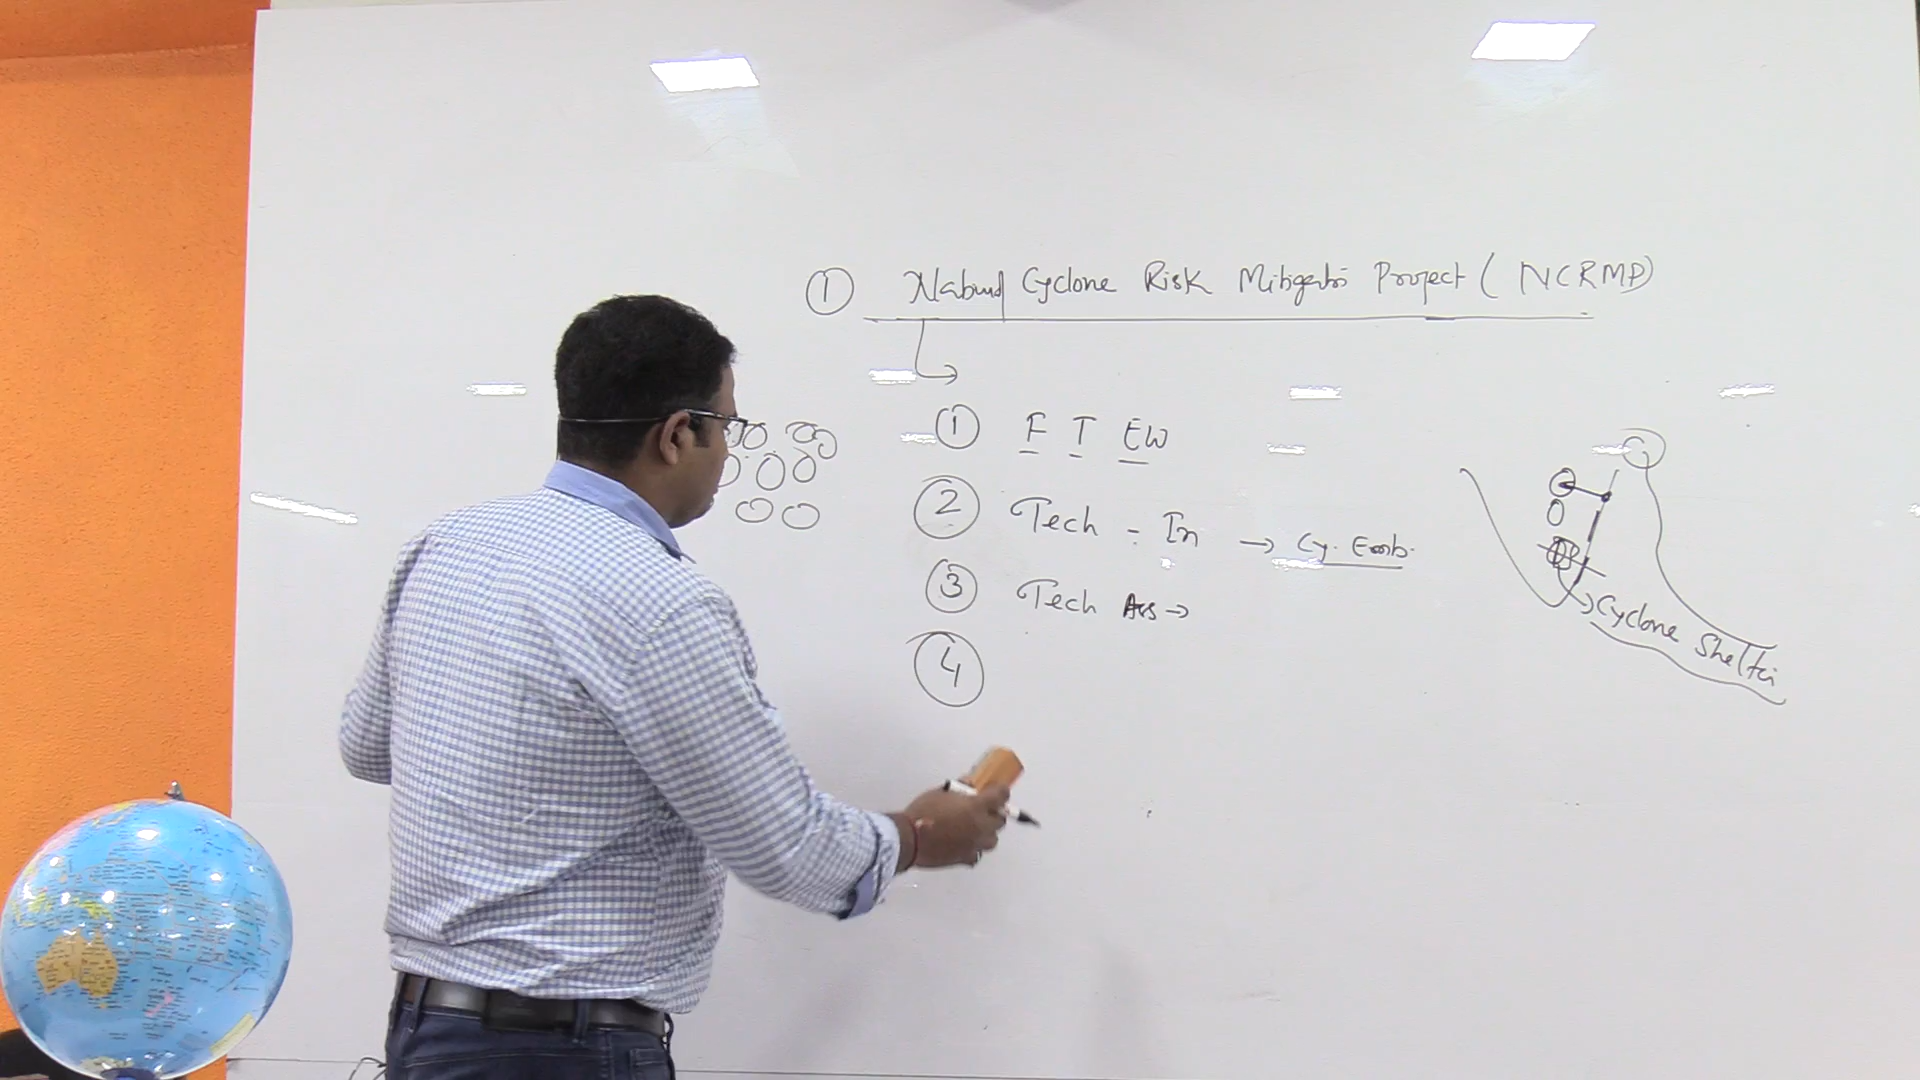 ① National Cyclone Risk Mitigation Project ( NCRMP)
① F T EW
② Tech - In → Cy. Emb.
③ Tech Ass →
④
Cyclone Shelter